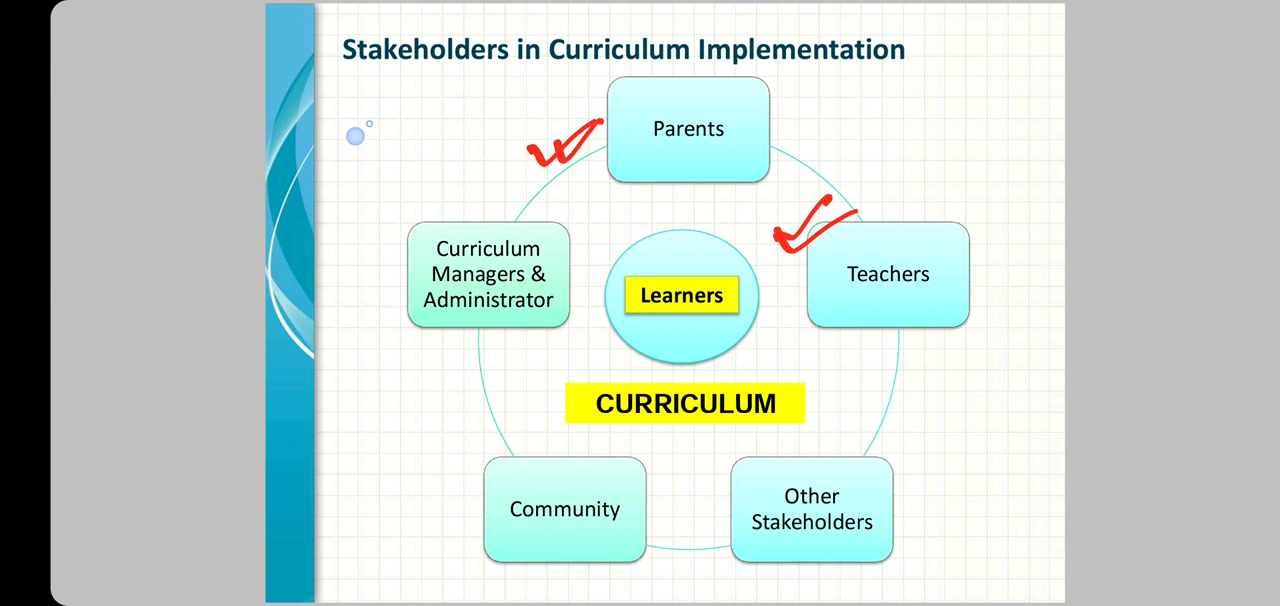 Stakeholders in Curriculum Implementation
Parents
Curriculum
Managers &
Administrator
Learners
Teachers
CURRICULUM
Community
Other
Stakeholders